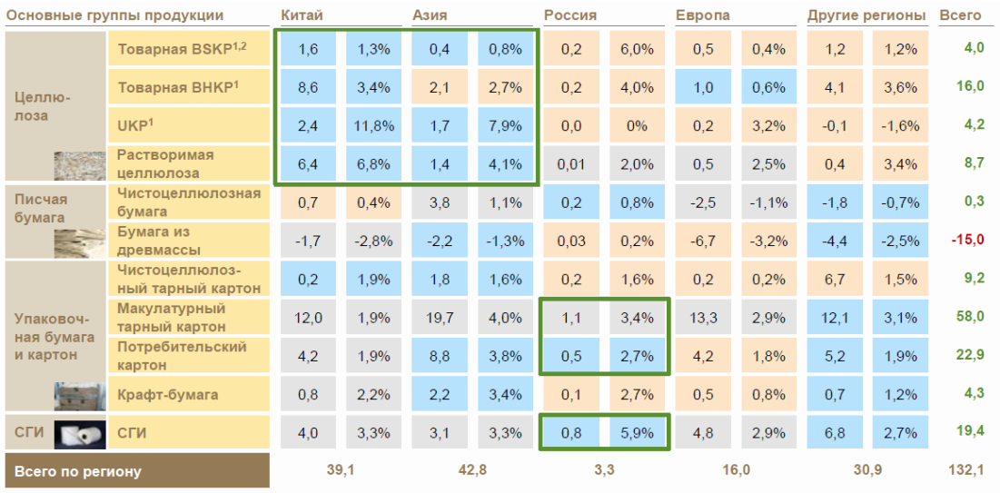 Основные группы продукции Китай Азия Россия Европа Другие регионы Всего
Целлю-
лоза
Товарная BSKP1,2 1,6 1,3% 0,4 0,8% 0,2 6,0% 0,5 0,4% 1,2 1,2% 4,0
Товарная BHKP1 8,6 3,4% 2,1 2,7% 0,2 4,0% 1,0 0,6% 4,1 3,6% 16,0
UKP1 2,4 11,8% 1,7 7,9% 0,0 0% 0,2 3,2% -0,1 -1,6% 4,2
Растворимая
целлюлоза 6,4 6,8% 1,4 4,1% 0,01 2,0% 0,5 2,5% 0,4 3,4% 8,7
Писчая
бумага
Чистоцеллюлозная
бумага 0,7 0,4% 3,8 1,1% 0,2 0,8% -2,5 -1,1% -1,8 -0,7% 0,3
Бумага из
древмассы -1,7 -2,8% -2,2 -1,3% 0,03 0,2% -6,7 -3,2% -4,4 -2,5% -15,0
Упаковоч-
ная бумага
и картон
Чистоцеллюлоз-
ный тарный картон 0,2 1,9% 1,8 1,6% 0,2 1,6% 0,2 0,2% 6,7 1,5% 9,2
Макулатурный
тарный картон 12,0 1,9% 19,7 4,0% 1,1 3,4% 13,3 2,9% 12,1 3,1% 58,0
Потребительский
картон 4,2 1,9% 8,8 3,8% 0,5 2,7% 4,2 1,8% 5,2 1,9% 22,9
Крафт-бумага 0,8 2,2% 2,2 3,4% 0,1 2,7% 0,5 0,8% 0,7 1,2% 4,3
СГИ СГИ 4,0 3,3% 3,1 3,3% 0,8 5,9% 4,8 2,9% 6,8 2,7% 19,4
Всего по региону 39,1 42,8 3,3 16,0 30,9 132,1